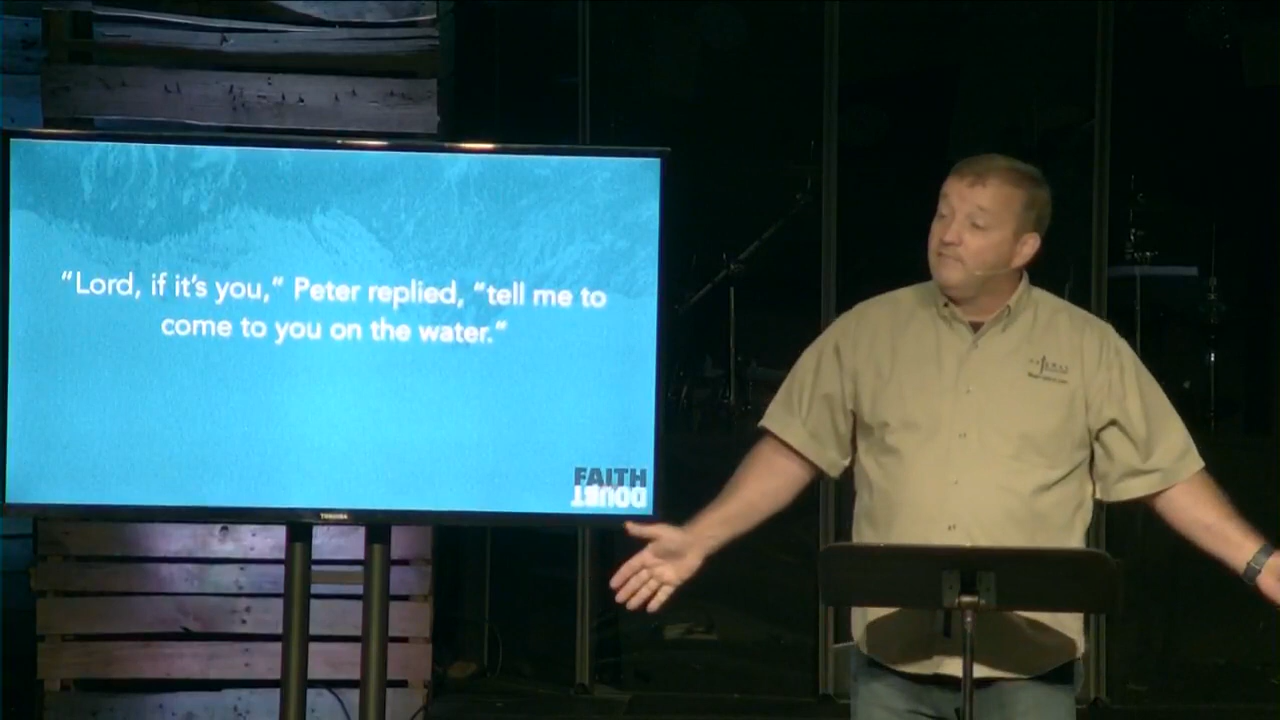 “Lord, if it’s you,“ Peter replied, “tell me to
come to you on the water.“
FAITH
DOUBT
TOSHIBA